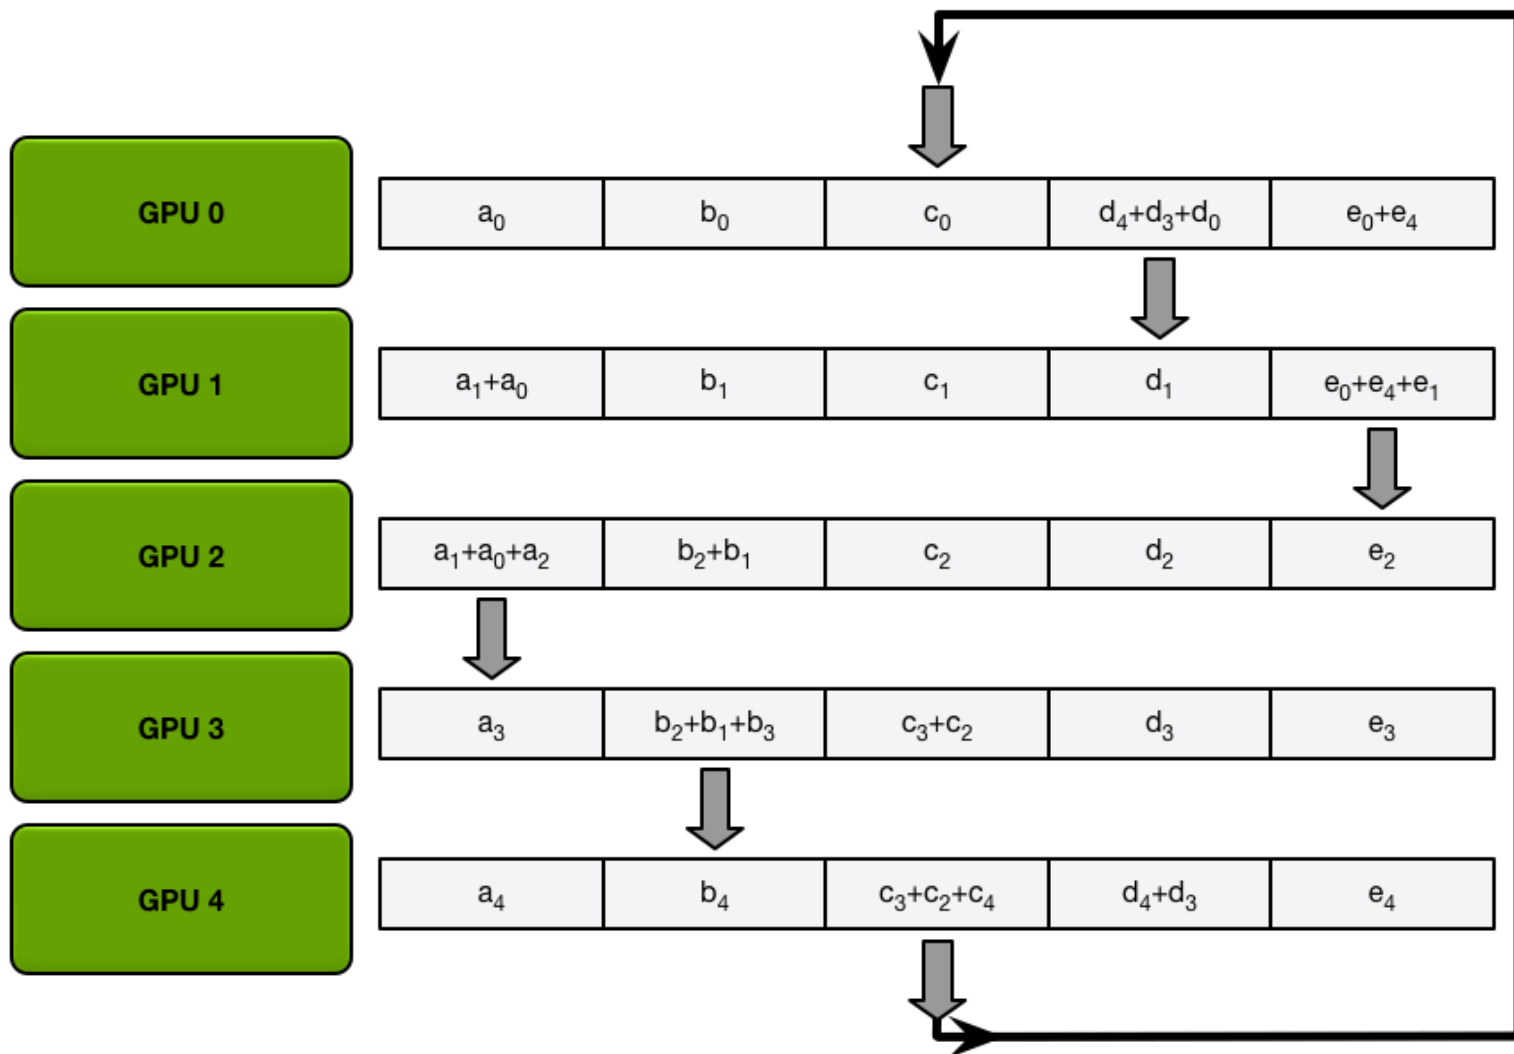 GPU 0 a₀ b₀ c₀ d₄+d₃+d₀ e₀+e₄
GPU 1 a₁+a₀ b₁ c₁ d₁ e₀+e₄+e₁
GPU 2 a₁+a₀+a₂ b₂+b₁ c₂ d₂ e₂
GPU 3 a₃ b₂+b₁+b₃ c₃+c₂ d₃ e₃
GPU 4 a₄ b₄ c₃+c₂+c₄ d₄+d₃ e₄